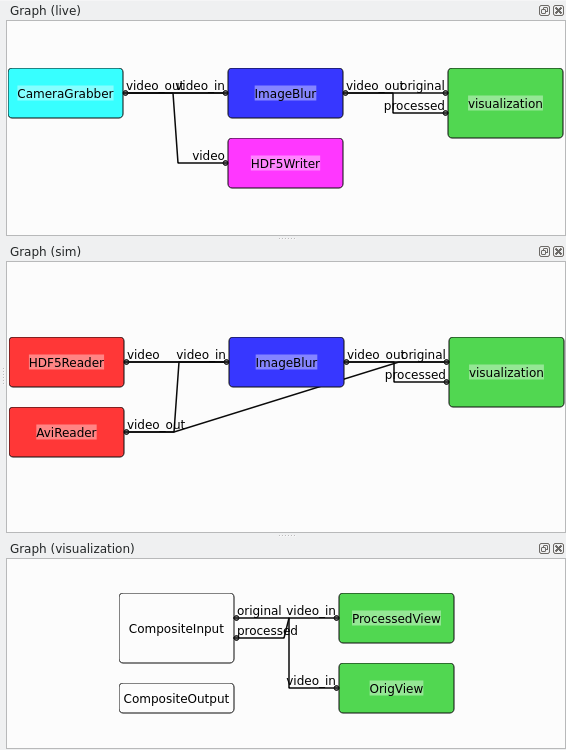 Graph (live)
CameraGrabber
video_out
video_in
ImageBlur
video_out
original
processed
visualization
video
HDF5Writer
Graph (sim)
HDF5Reader
video
video_in
ImageBlur
video_out
original
processed
visualization
AviReader
video_out
Graph (visualization)
CompositeInput
original
processed
video_in
ProcessedView
CompositeOutput
video_in
OrigView